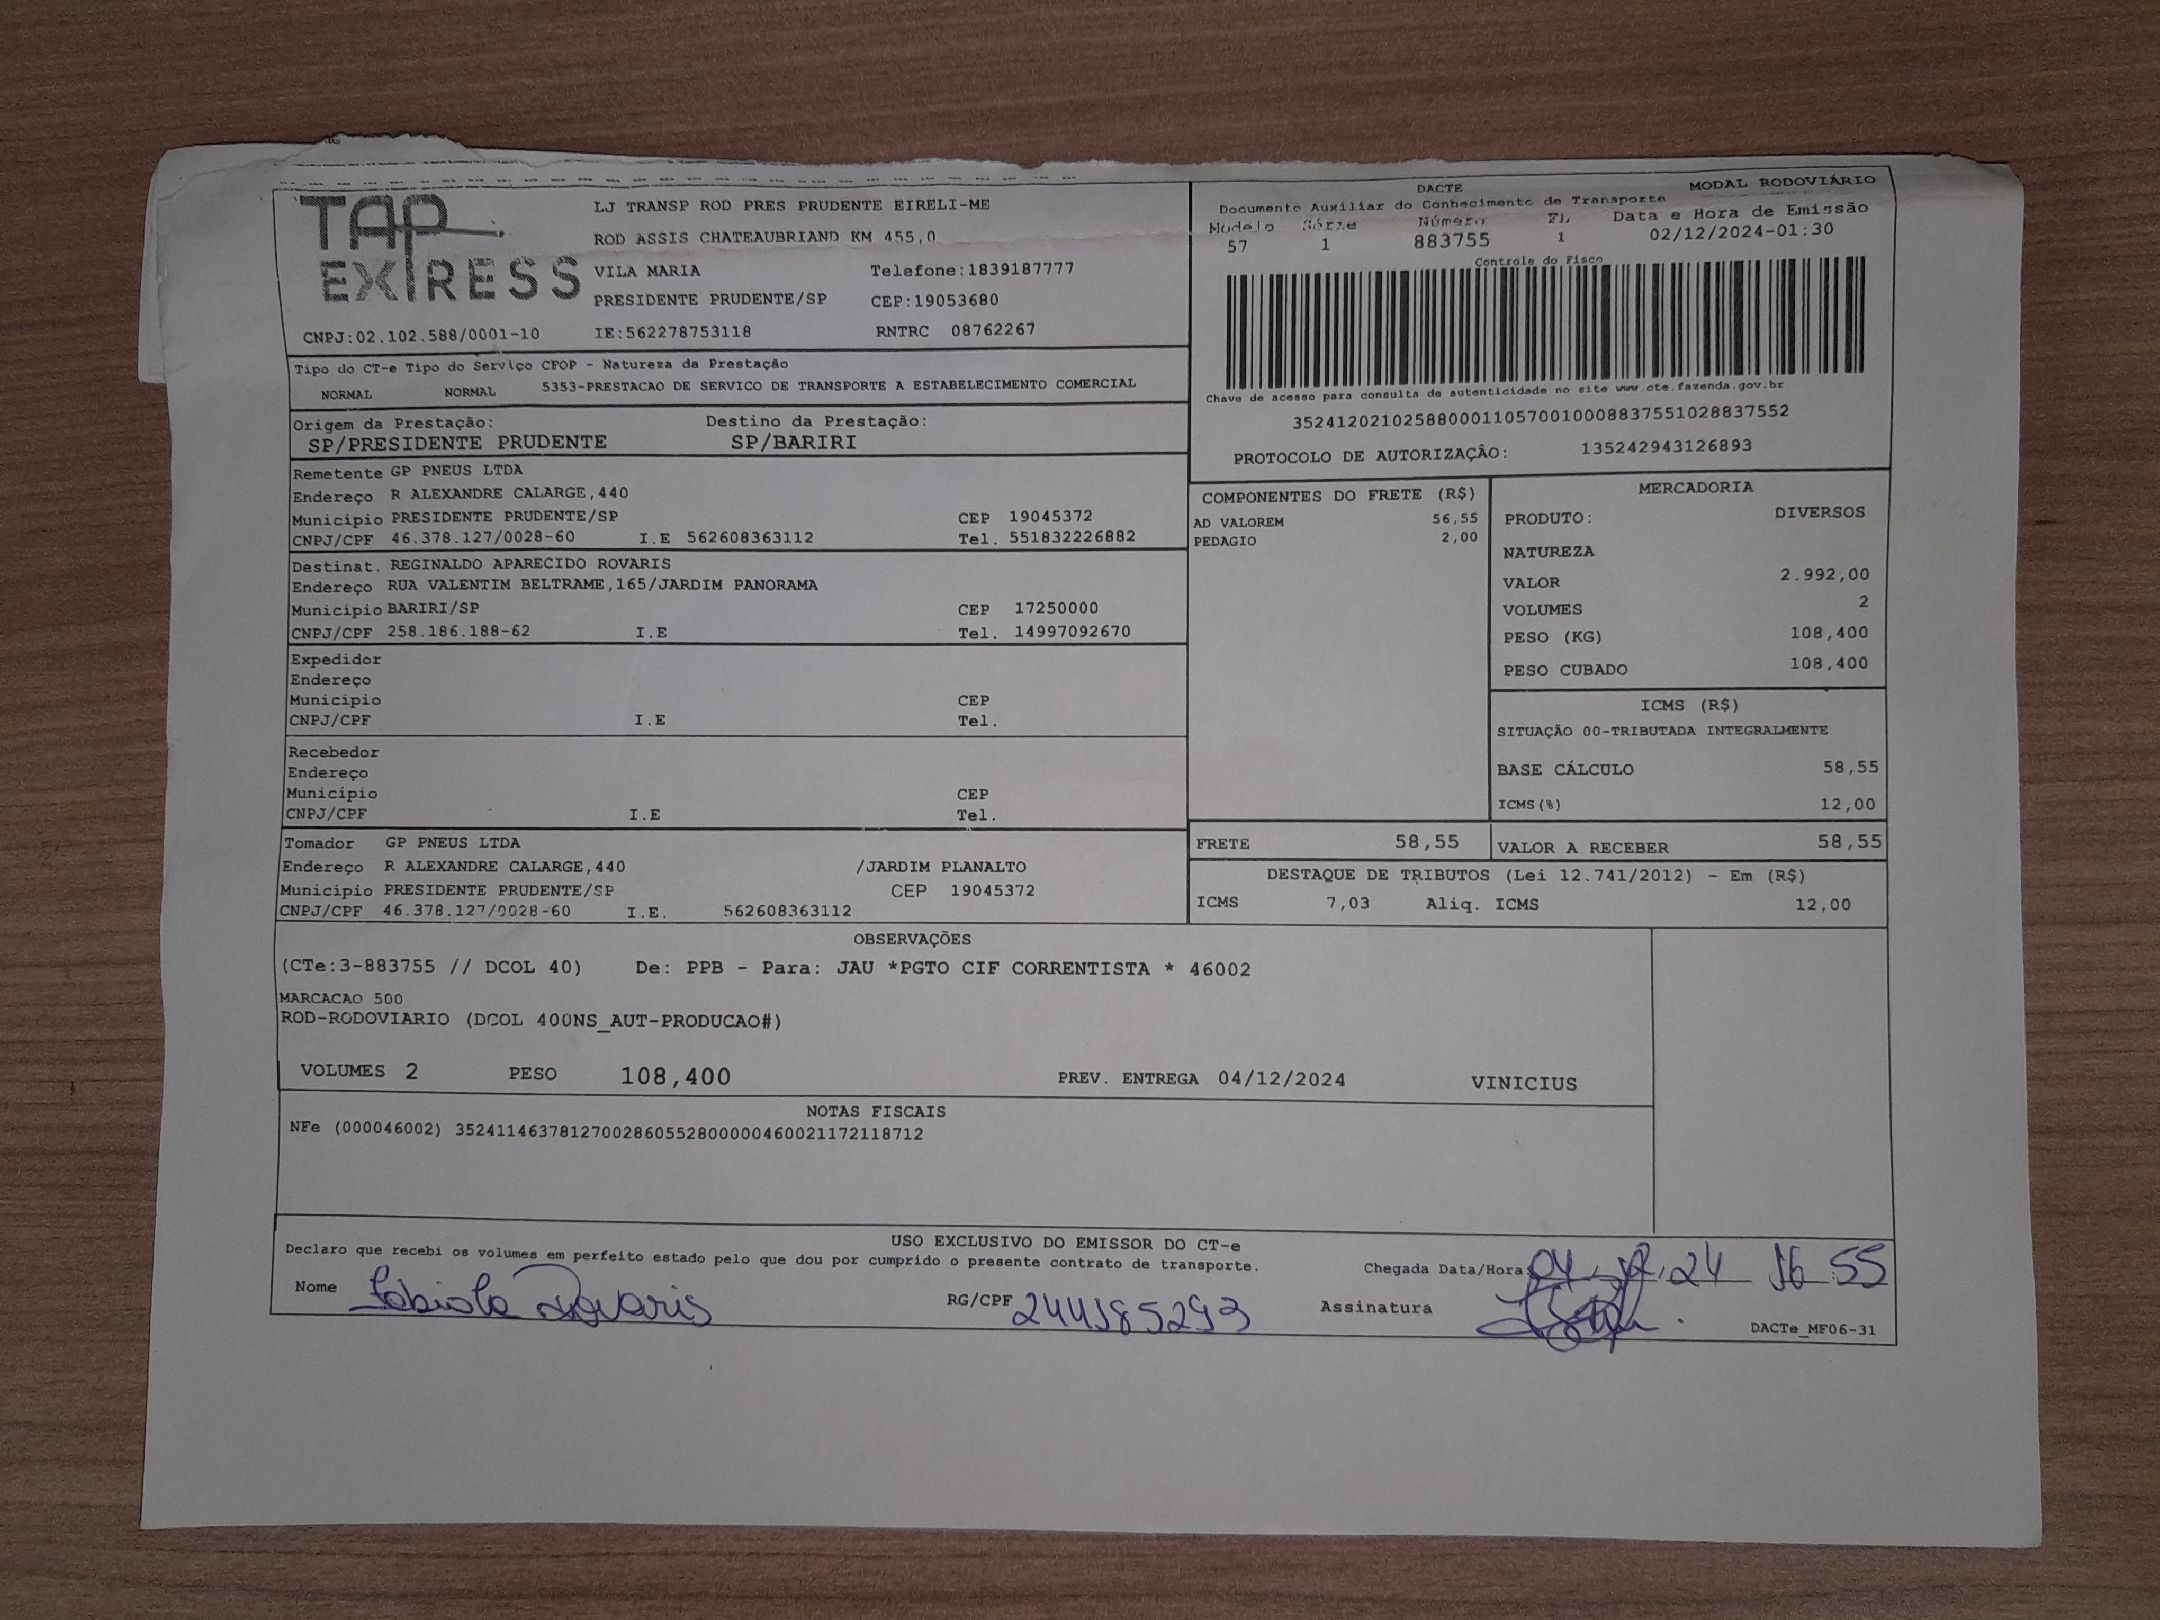 TAP EXPRESS
LJ TRANSP ROD PRES PRUDENTE EIRELI-ME
ROD ASSIS CHATEAUBRIAND KM 455,0
VILA MARIA Telefone:1839187777
PRESIDENTE PRUDENTE/SP CEP:19053680
CNPJ:02.102.588/0001-10 IE:562278753118 RNTRC 08762267
DACTE MODAL RODOVIÁRIO
Documento Auxiliar do Conhecimento de Transporte
Modelo Série Número FL Data e Hora de Emissão
57 1 883755 1 02/12/2024-01:30
Controle do Fisco
Chave de acesso para consulta de autenticidade no site www.cte.fazenda.gov.br
35241202102588000110570010008837551028837552
PROTOCOLO DE AUTORIZAÇÂO: 135242943126893
Tipo do CT-e Tipo do Serviço CFOP - Natureza da Prestação
NORMAL NORMAL 5353-PRESTACAO DE SERVICO DE TRANSPORTE A ESTABELECIMENTO COMERCIAL
Origem da Prestação: Destino da Prestação:
SP/PRESIDENTE PRUDENTE SP/BARIRI
Remetente GP PNEUS LTDA
Endereço R ALEXANDRE CALARGE,440
Município PRESIDENTE PRUDENTE/SP CEP 19045372
CNPJ/CPF 46.378.127/0028-60 I.E 562608363112 Tel. 551832226882
Destinat. REGINALDO APARECIDO ROVARIS
Endereço RUA VALENTIM BELTRAME,165/JARDIM PANORAMA
Município BARIRI/SP CEP 17250000
CNPJ/CPF 258.186.188-62 I.E Tel. 14997092670
Expedidor
Endereço
Município CEP
CNPJ/CPF I.E Tel.
Recebedor
Endereço
Município CEP
CNPJ/CPF I.E Tel.
Tomador GP PNEUS LTDA
Endereço R ALEXANDRE CALARGE,440 /JARDIM PLANALTO
Município PRESIDENTE PRUDENTE/SP CEP 19045372
CNPJ/CPF 46.378.127/0028-60 I.E. 562608363112
COMPONENTES DO FRETE (R$)
AD VALOREM 56,55
PEDAGIO 2,00
MERCADORIA
PRODUTO: DIVERSOS
NATUREZA
VALOR 2.992,00
VOLUMES 2
PESO (KG) 108,400
PESO CUBADO 108,400
ICMS (R$)
SITUAÇÃO 00-TRIBUTADA INTEGRALMENTE
BASE CÁLCULO 58,55
ICMS(%) 12,00
FRETE 58,55 VALOR A RECEBER 58,55
DESTAQUE DE TRIBUTOS (Lei 12.741/2012) - Em (R$)
ICMS 7,03 Aliq. ICMS 12,00
OBSERVAÇÕES
(CTe:3-883755 // DCOL 40) De: PPB - Para: JAU *PGTO CIF CORRENTISTA * 46002
MARCACAO 500
ROD-RODOVIARIO (DCOL 400NS_AUT-PRODUCAO#)
VOLUMES 2 PESO 108,400 PREV. ENTREGA 04/12/2024 VINICIUS
NOTAS FISCAIS
NFe (000046002) 35241146378127002860552800000460021172118712
USO EXCLUSIVO DO EMISSOR DO CT-e
Declaro que recebi os volumes em perfeito estado pelo que dou por cumprido o presente contrato de transporte.
Chegada Data/Hora: 04.12.24 16 55
Nome Fabiola Rovaris RG/CPF 244185293 Assinatura
DACTe_MF06-31